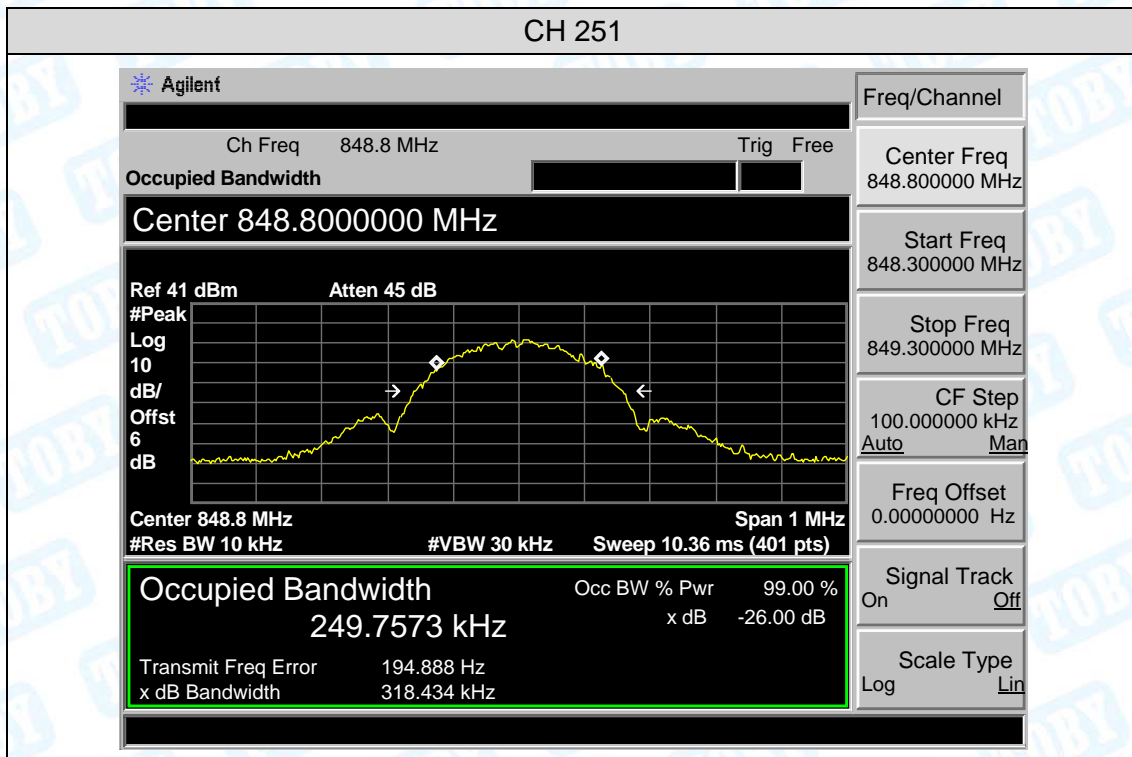 CH 251
Agilent
Ch Freq 848.8 MHz Trig Free
Occupied Bandwidth
Center 848.8000000 MHz
Ref 41 dBm Atten 45 dB
#Peak
Log
10
dB/
Offst
6
dB
Center 848.8 MHz Span 1 MHz
#Res BW 10 kHz #VBW 30 kHz Sweep 10.36 ms (401 pts)
Occupied Bandwidth Occ BW % Pwr 99.00 %
249.7573 kHz x dB -26.00 dB
Transmit Freq Error 194.888 Hz
x dB Bandwidth 318.434 kHz
Freq/Channel
Center Freq
848.800000 MHz
Start Freq
848.300000 MHz
Stop Freq
849.300000 MHz
CF Step
100.000000 kHz
Auto Man
Freq Offset
0.00000000 Hz
Signal Track
On Off
Scale Type
Log Lin
TOBY